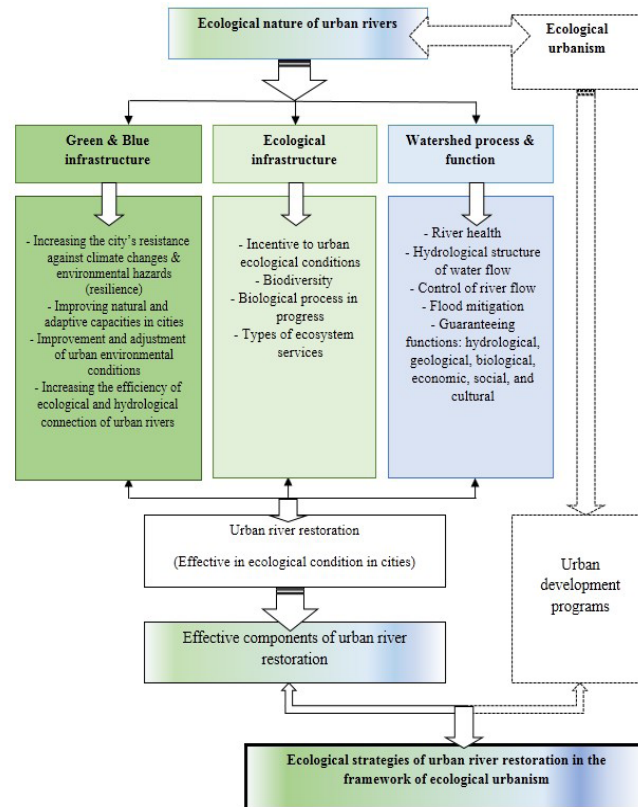 Ecological nature of urban rivers
Ecological
urbanism
Green & Blue
infrastructure
Ecological
infrastructure
Watershed process &
function
- Increasing the city's resistance
against climate changes &
environmental hazards
(resilience)
- Improving natural and
adaptive capacities in cities
- Improvement and adjustment
of urban environmental
conditions
- Increasing the efficiency of
ecological and hydrological
connection of urban rivers
- Incentive to urban
ecological conditions
- Biodiversity
- Biological process in
progress
- Types of ecosystem
services
- River health
- Hydrological structure
of water flow
- Control of river flow
- Flood mitigation
- Guaranteeing
functions: hydrological,
geological, biological,
economic, social, and
cultural
Urban river restoration
(Effective in ecological condition in cities)
Urban
development
programs
Effective components of urban river
restoration
Ecological strategies of urban river restoration in the
framework of ecological urbanism